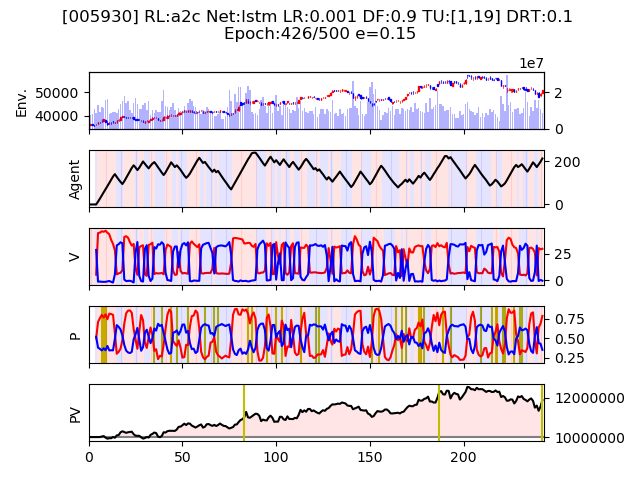 [005930] RL:a2c Net:lstm LR:0.001 DF:0.9 TU:[1,19] DRT:0.1
Epoch:426/500 e=0.15
1e7
Env.
50000
40000
2
0
Agent
200
0
V
25
0
P
0.75
0.50
0.25
PV
12000000
10000000
0
50
100
150
200